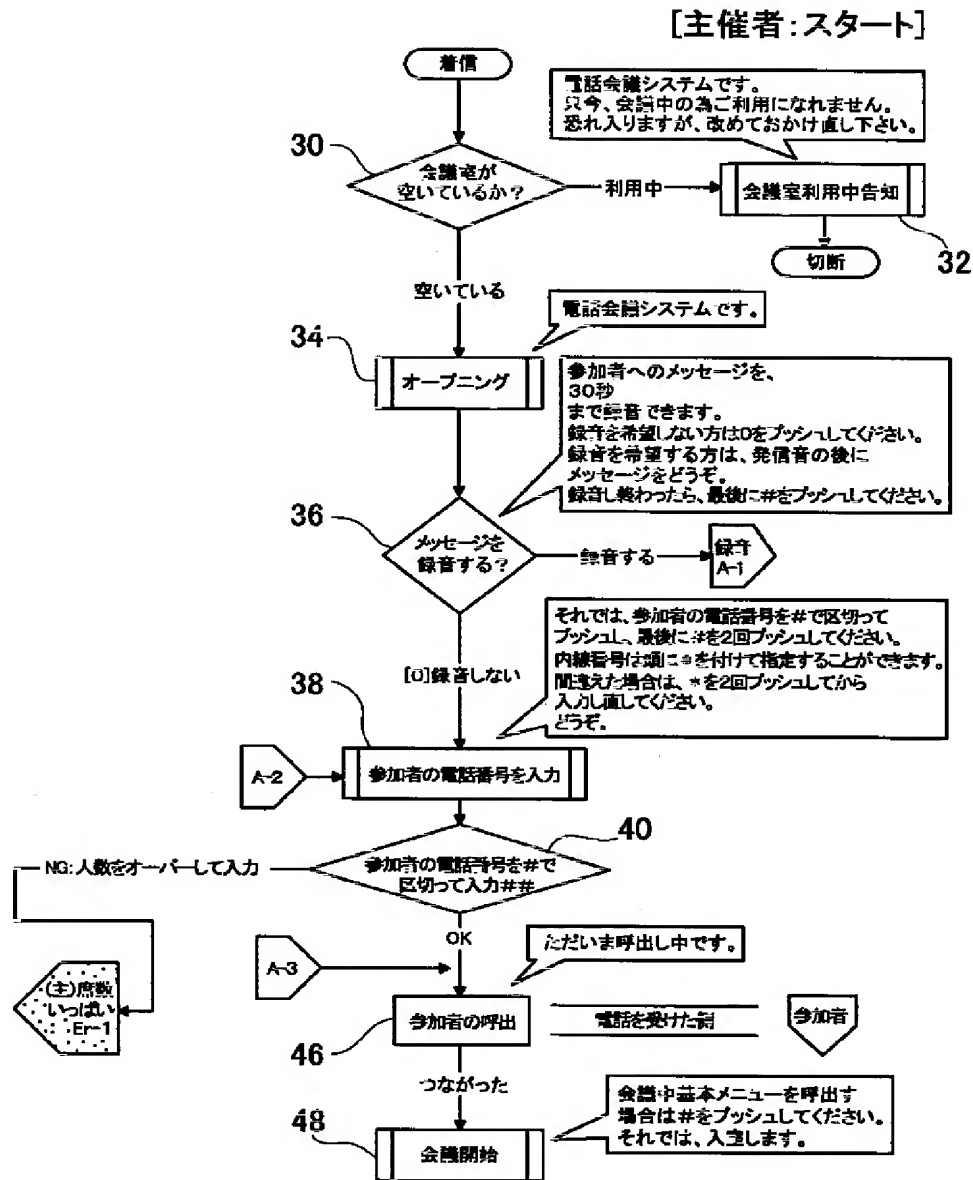 [主催者:スタート]
着信
電話会議システムです。
只今、会議中の為ご利用になれません。
恐れ入りますが、改めておかけ直し下さい。
30
会議室が
空いているか?
利用中
会議室利用中告知
32
切断
空いている
電話会議システムです。
34
オープニング
参加者へのメッセージを、
30秒
まで録音できます。
録音を希望しない方は0をプッシュしてください。
録音を希望する方は、発信音の後に
メッセージをどうぞ。
録音し終わったら、最後に#をプッシュしてください。
36
メッセージを
録音する?
録音する
録音
A-1
それでは、参加者の電話番号を#で区切って
プッシュし、最後に#を2回プッシュしてください。
内線番号は頭に*を付けて指定することができます。
間違えた場合は、*を2回プッシュしてから
入力し直してください。
どうぞ。
[0]録音しない
38
A-2
参加者の電話番号を入力
40
NG:人数をオーバーして入力
参加者の電話番号を#で
区切って入力##
OK
ただいま呼出し中です。
A-3
(主)席数
いっぱい
Er-1
参加者の呼出
電話を受けた側
参加者
46
つながった
会議中基本メニューを呼出す
場合は#をプッシュしてください。
それでは、入室します。
48
会議開始